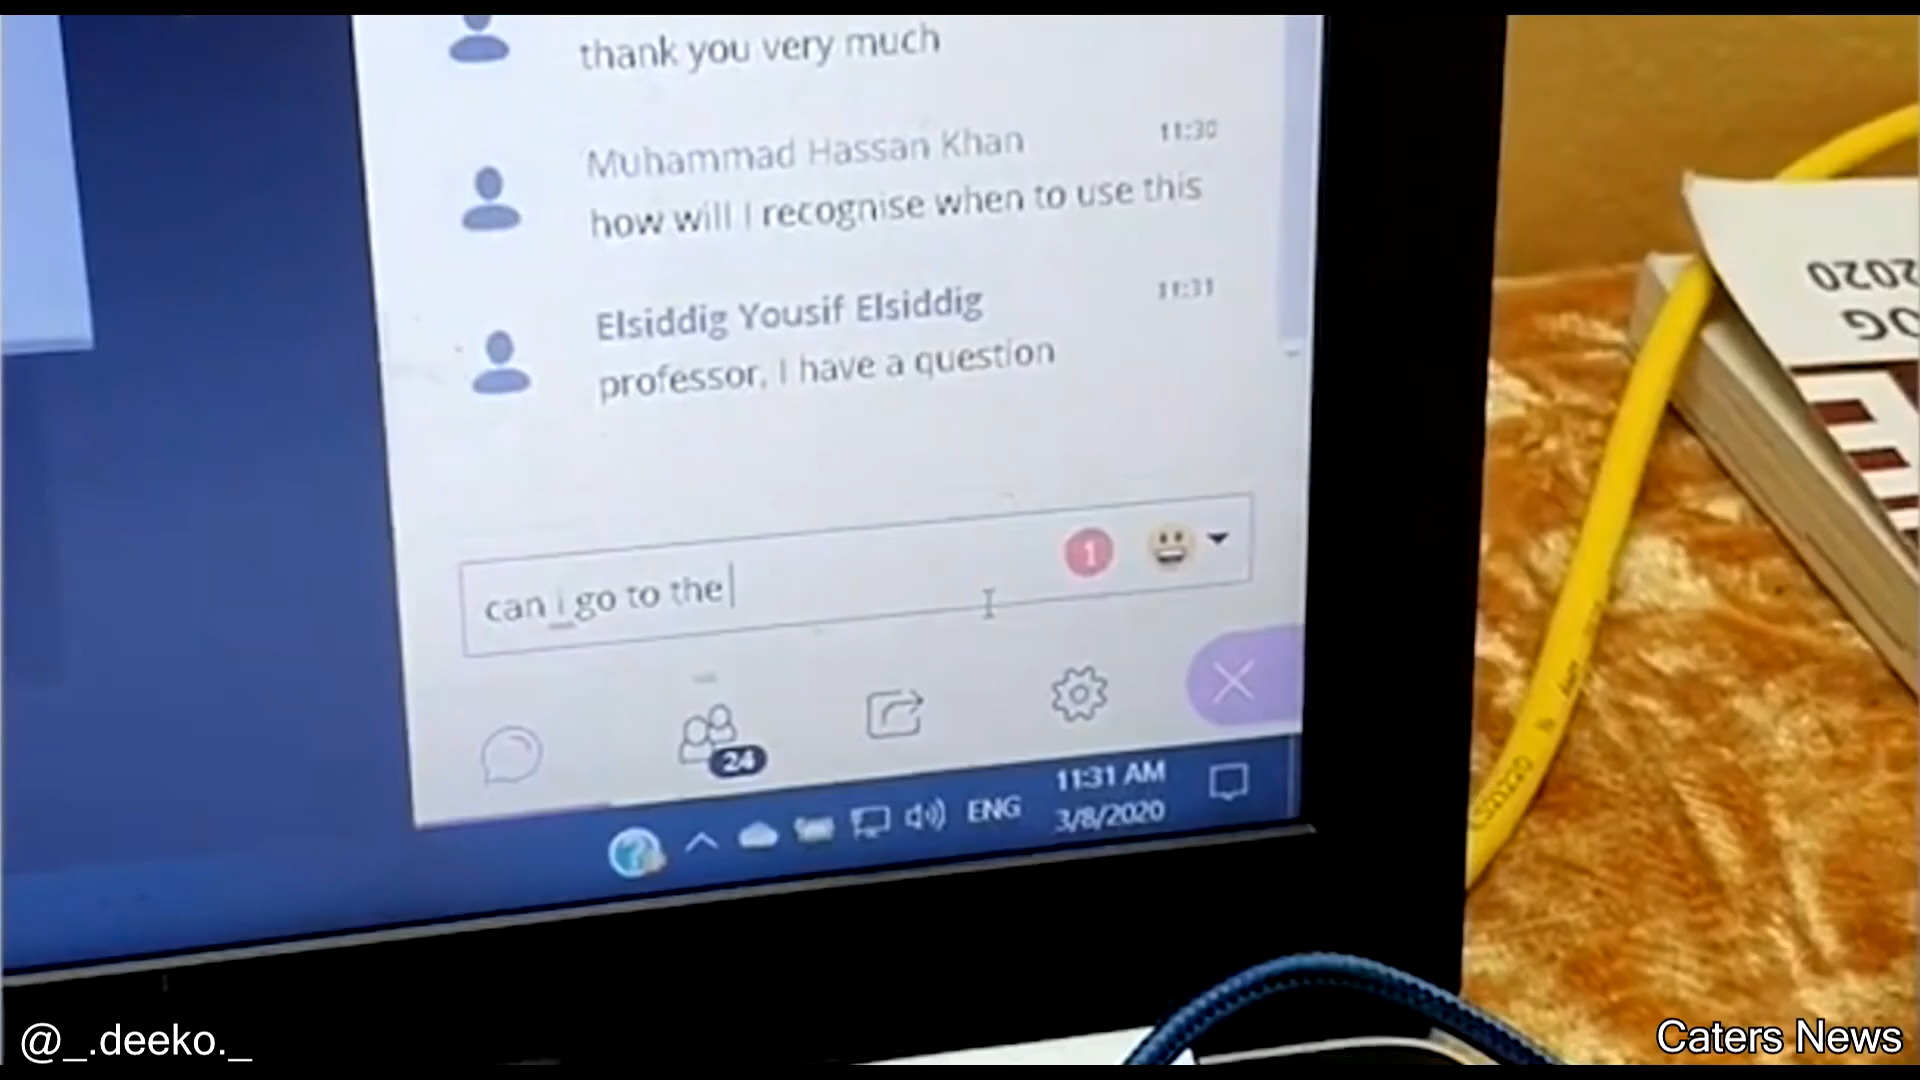 thank you very much
Muhammad Hassan Khan 11:30
how will I recognise when to use this
Elsiddig Yousif Elsiddig 11:31
professor, I have a question
can i go to the
1
24
ENG
11:31 AM
3/8/2020
2020
OG
@_.deeko._
Caters News